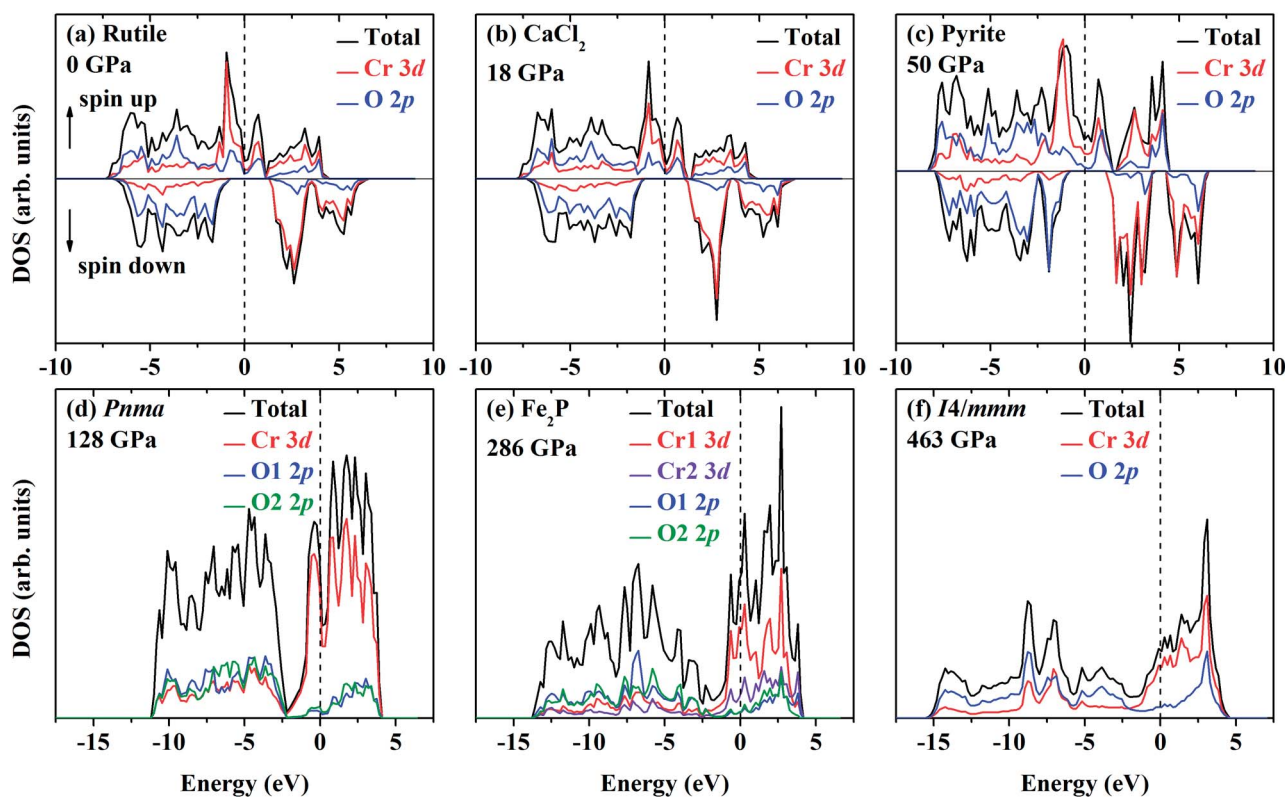 (a) Rutile
0 GPa
Total
Cr 3d
O 2p
spin up
spin down
(b) CaCl2
18 GPa
Total
Cr 3d
O 2p
(c) Pyrite
50 GPa
Total
Cr 3d
O 2p
DOS (arb. units)
-10 -5 0 5 10
-10 -5 0 5 10
-10 -5 0 5 10
(d) Pnma
128 GPa
Total
Cr 3d
O1 2p
O2 2p
(e) Fe2P
286 GPa
Total
Cr1 3d
Cr2 3d
O1 2p
O2 2p
(f) I4/mmm
463 GPa
Total
Cr 3d
O 2p
DOS (arb. units)
-15 -10 -5 0 5
-15 -10 -5 0 5
-15 -10 -5 0 5
Energy (eV)
Energy (eV)
Energy (eV)